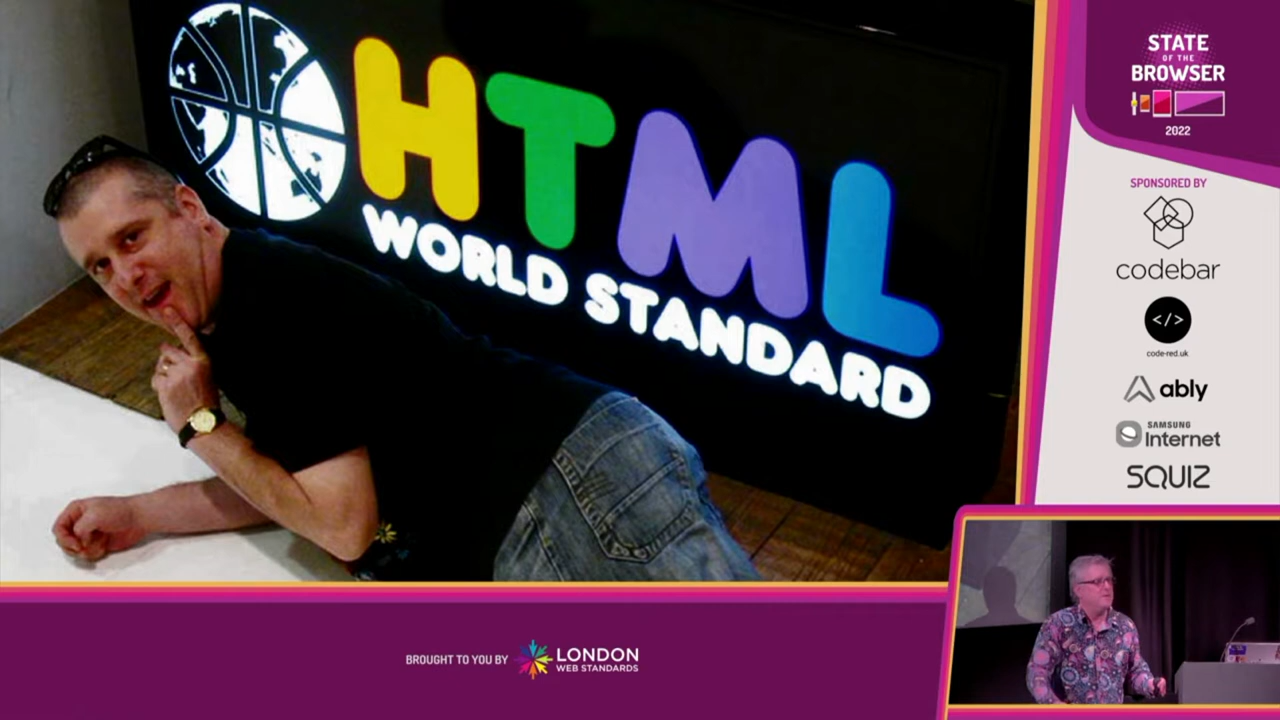 HTML
WORLD STANDARD
STATE
OF THE
BROWSER
2022
SPONSORED BY
codebar
</>
code-red.uk
ably
SAMSUNG
Internet
SQUIZ
BROUGHT TO YOU BY
LONDON
WEB STANDARDS